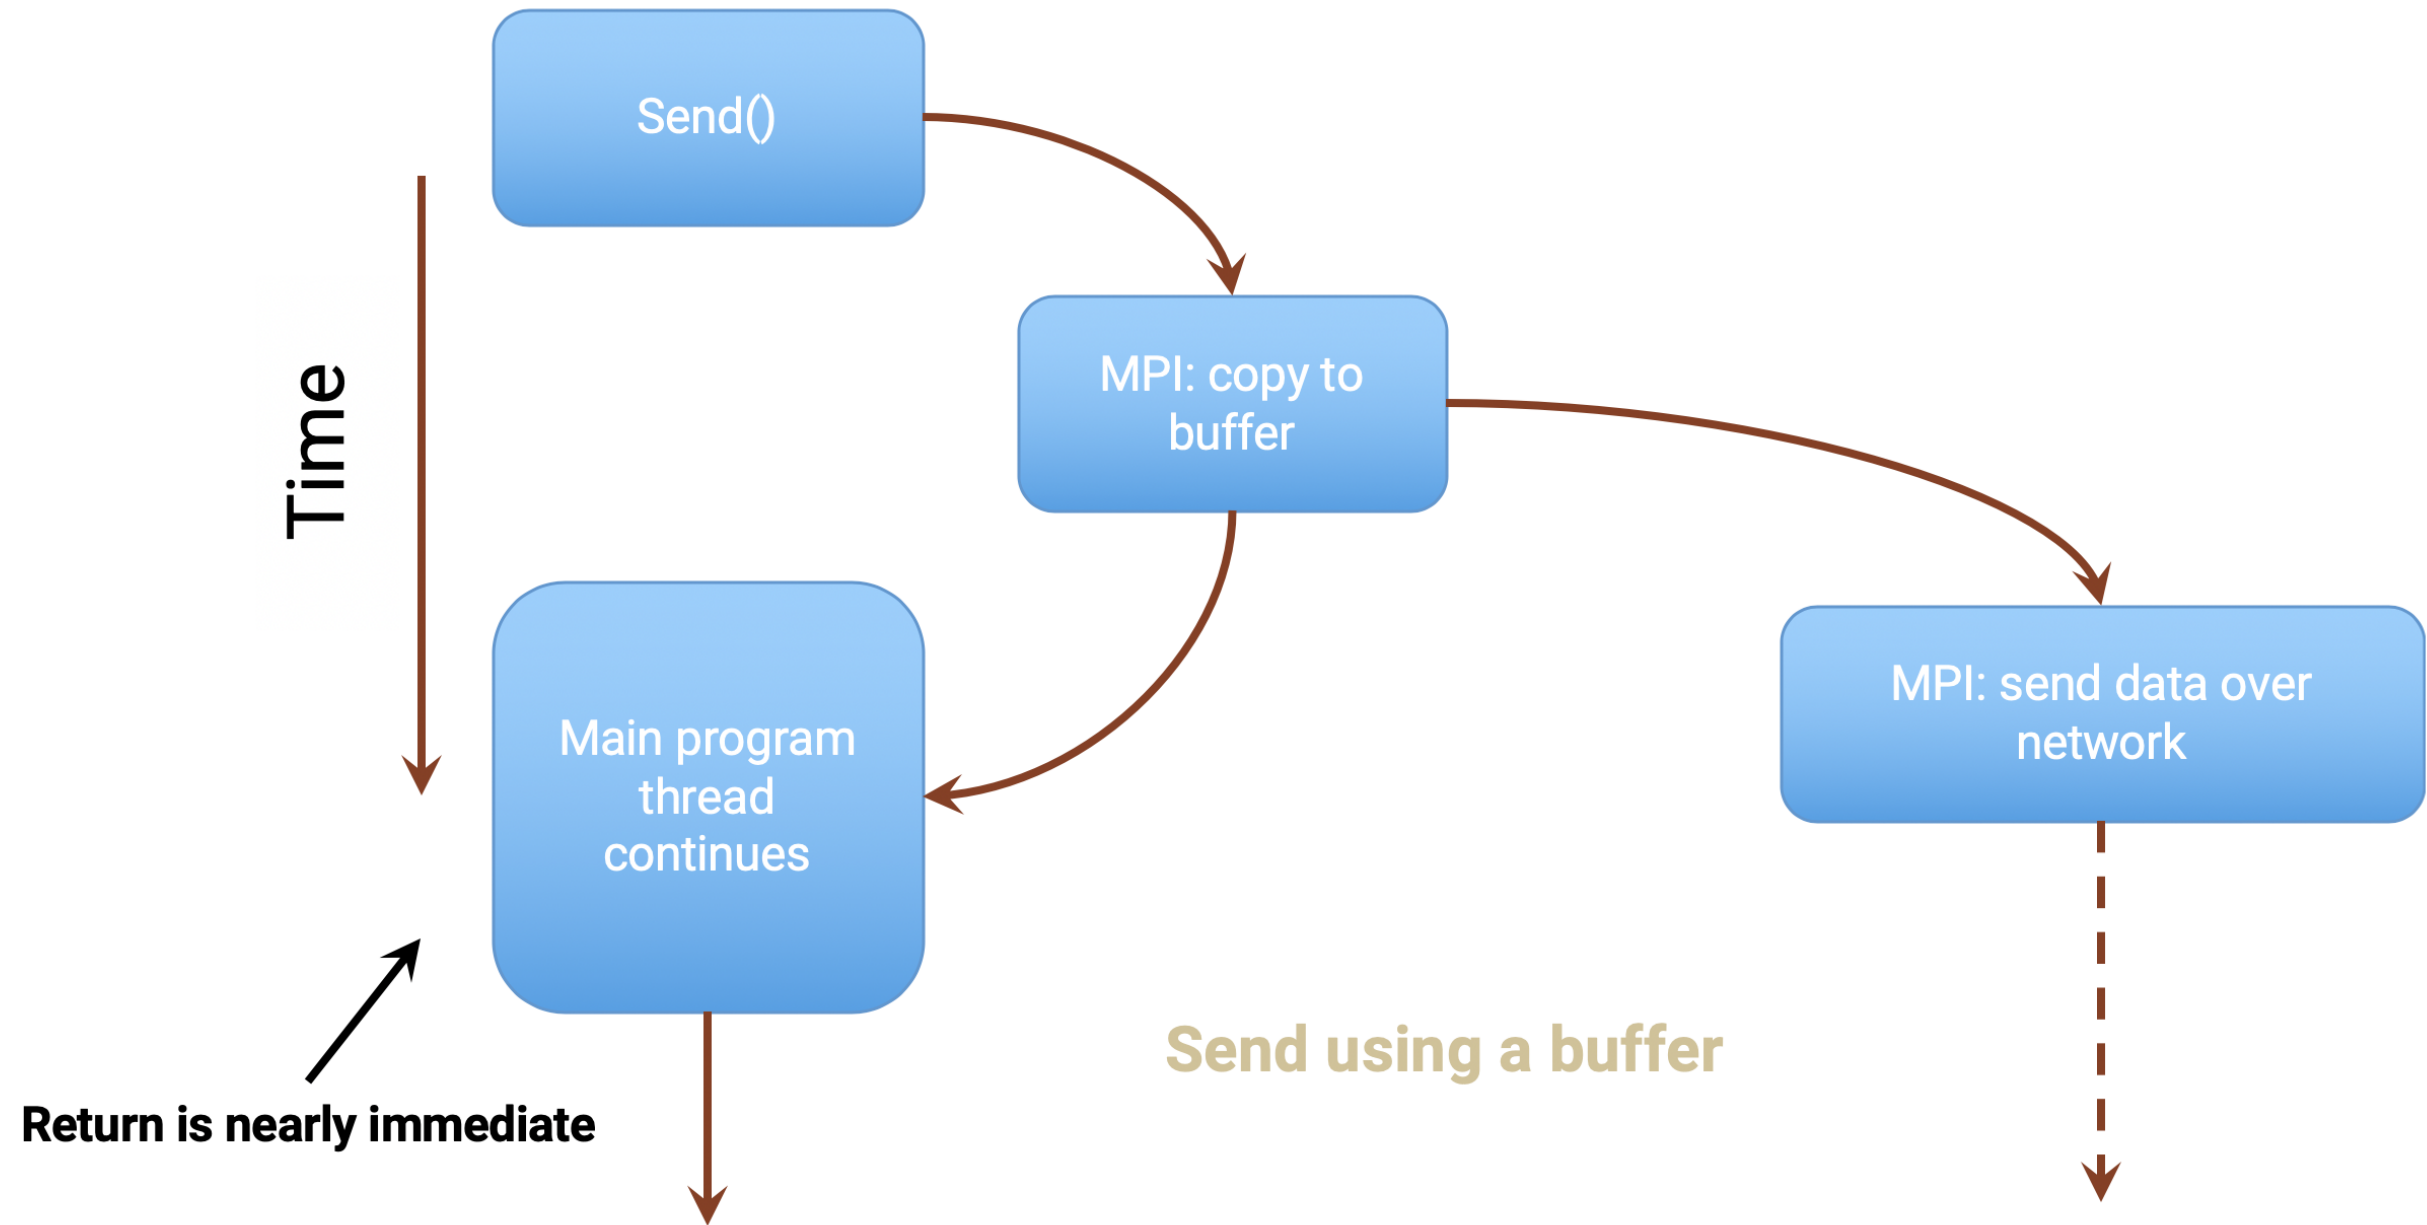 Send()
MPI: copy to
buffer
Time
MPI: send data over
network
Main program
thread
continues
Send using a buffer
Return is nearly immediate